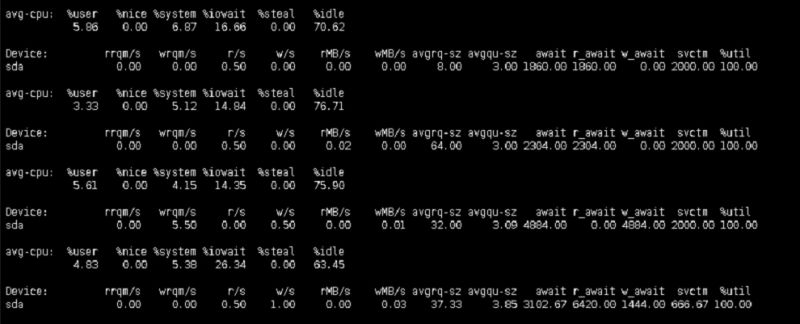 avg-cpu: %user %nice %system %iowait %steal %idle
5.86 0.00 6.87 16.66 0.00 70.62
Device: rrqm/s wrqm/s r/s w/s rMB/s wMB/s avgrq-sz avgqu-sz await r_await w_await svctm %util
sda 0.00 0.00 0.50 0.00 0.00 0.00 8.00 3.00 1860.00 1860.00 0.00 2000.00 100.00
avg-cpu: %user %nice %system %iowait %steal %idle
3.33 0.00 5.12 14.84 0.00 76.71
Device: rrqm/s wrqm/s r/s w/s rMB/s wMB/s avgrq-sz avgqu-sz await r_await w_await svctm %util
sda 0.00 0.00 0.50 0.00 0.02 0.00 64.00 3.00 2304.00 2304.00 0.00 2000.00 100.00
avg-cpu: %user %nice %system %iowait %steal %idle
5.61 0.00 4.15 14.35 0.00 75.90
Device: rrqm/s wrqm/s r/s w/s rMB/s wMB/s avgrq-sz avgqu-sz await r_await w_await svctm %util
sda 0.00 5.50 0.00 0.50 0.00 0.01 32.00 3.09 4884.00 0.00 4884.00 2000.00 100.00
avg-cpu: %user %nice %system %iowait %steal %idle
4.83 0.00 5.38 26.34 0.00 63.45
Device: rrqm/s wrqm/s r/s w/s rMB/s wMB/s avgrq-sz avgqu-sz await r_await w_await svctm %util
sda 0.00 0.00 0.50 1.00 0.00 0.03 37.33 3.85 3102.67 6420.00 1444.00 666.67 100.00